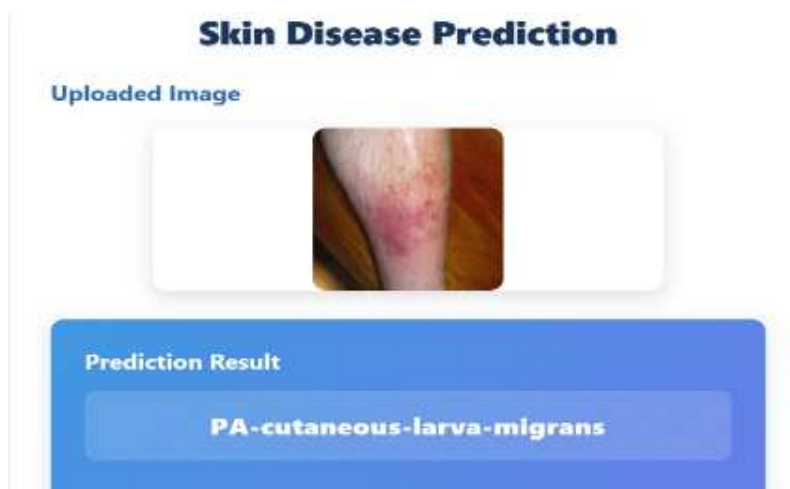 Skin Disease Prediction
Uploaded Image
Prediction Result
PA-cutaneous-larva-migrans